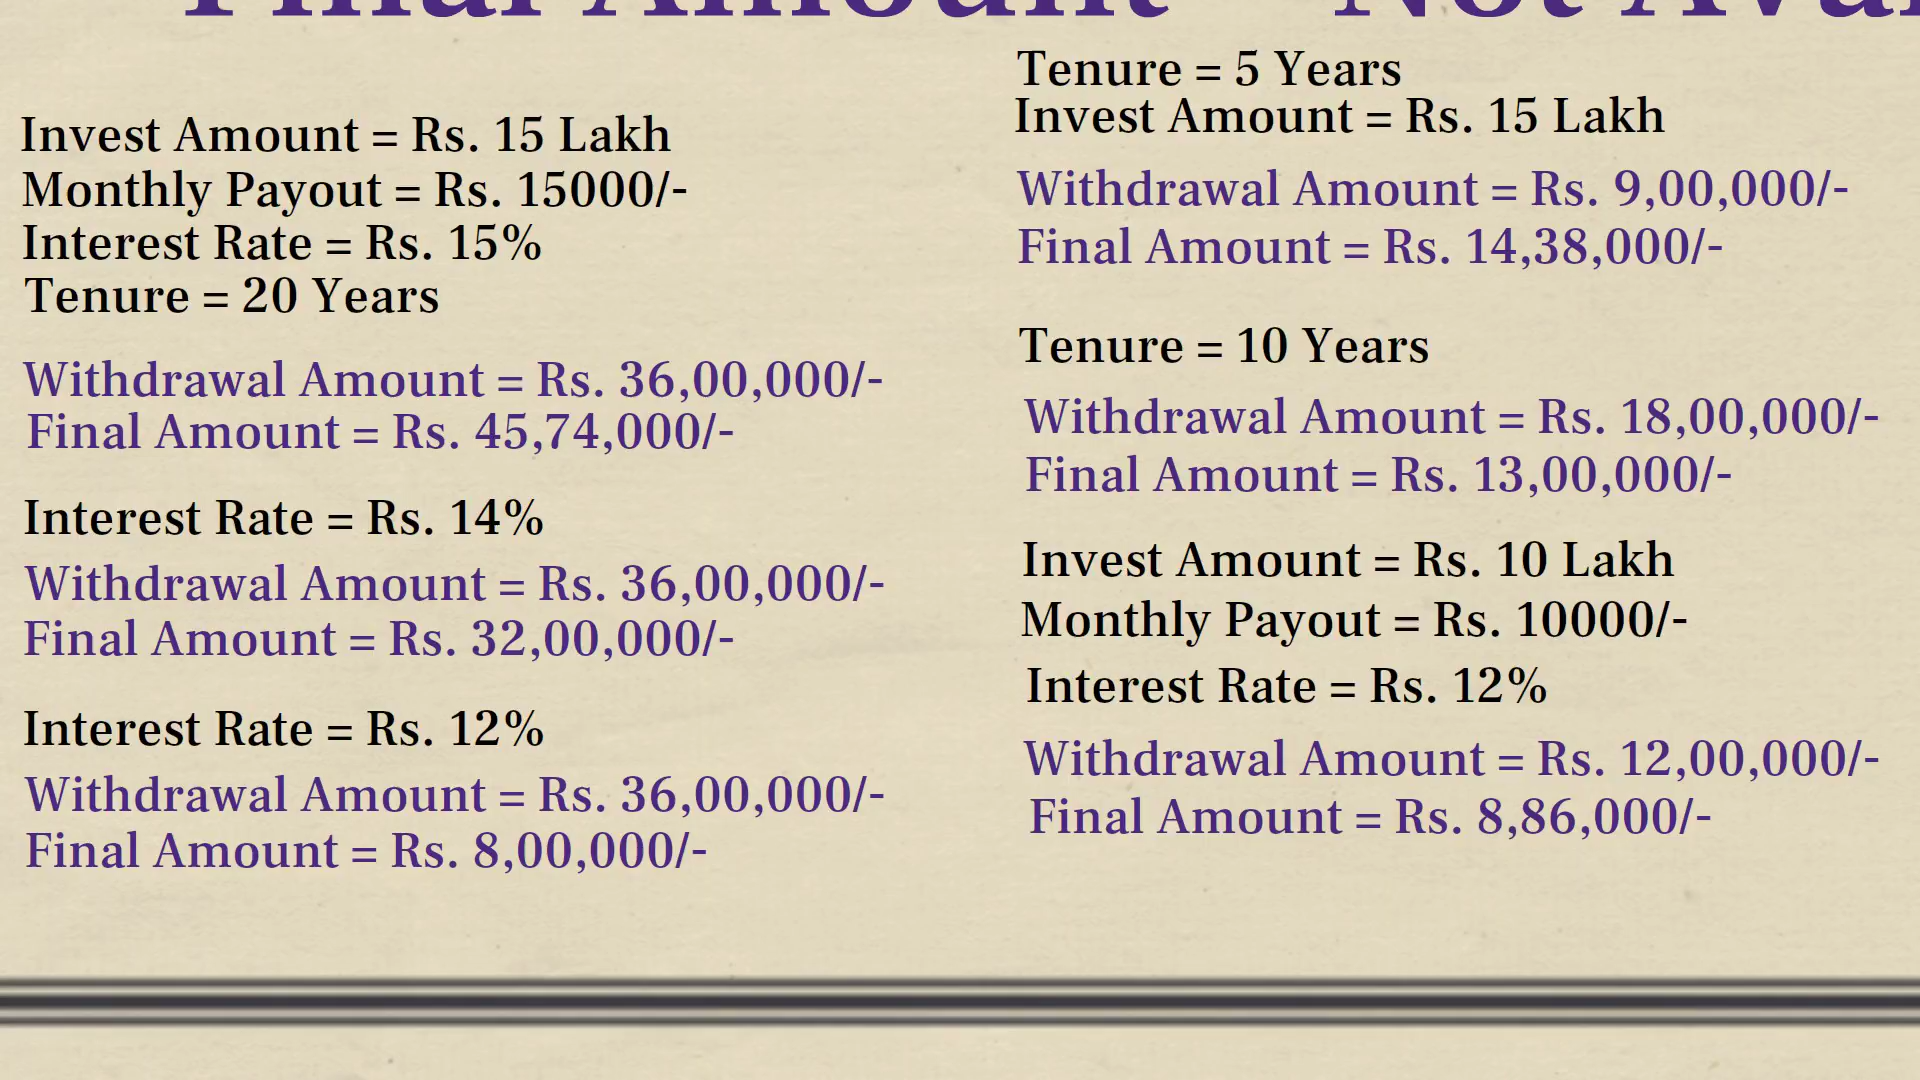 Final Amount - Not Avai
Invest Amount = Rs. 15 Lakh
Monthly Payout = Rs. 15000/-
Interest Rate = Rs. 15%
Tenure = 20 Years
Withdrawal Amount = Rs. 36,00,000/-
Final Amount = Rs. 45,74,000/-
Interest Rate = Rs. 14%
Withdrawal Amount = Rs. 36,00,000/-
Final Amount = Rs. 32,00,000/-
Interest Rate = Rs. 12%
Withdrawal Amount = Rs. 36,00,000/-
Final Amount = Rs. 8,00,000/-
Tenure = 5 Years
Invest Amount = Rs. 15 Lakh
Withdrawal Amount = Rs. 9,00,000/-
Final Amount = Rs. 14,38,000/-
Tenure = 10 Years
Withdrawal Amount = Rs. 18,00,000/-
Final Amount = Rs. 13,00,000/-
Invest Amount = Rs. 10 Lakh
Monthly Payout = Rs. 10000/-
Interest Rate = Rs. 12%
Withdrawal Amount = Rs. 12,00,000/-
Final Amount = Rs. 8,86,000/-